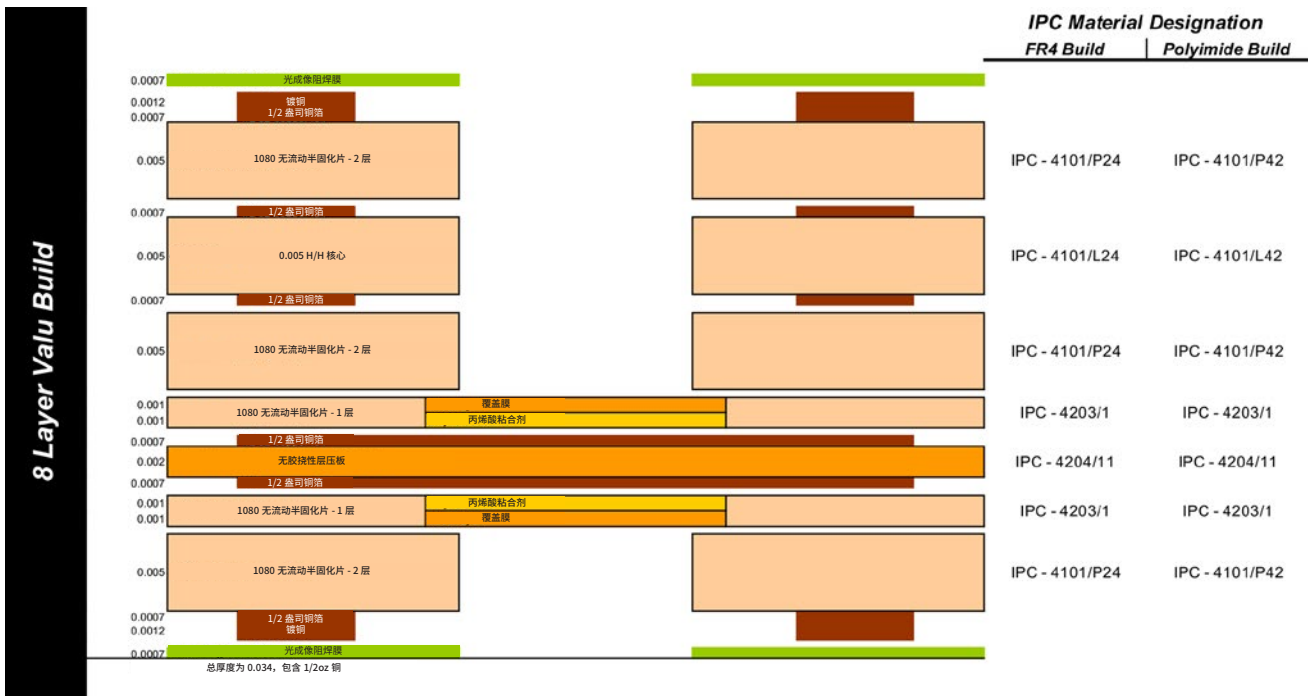 8 Layer Valu Build
IPC Material Designation
FR4 Build
Polyimide Build
0.0007
光成像阻焊膜
0.0012
镀铜
0.0007
1/2 盎司铜箔
0.005
1080 无流动半固化片 - 2 层
IPC - 4101/P24
IPC - 4101/P42
0.0007
1/2 盎司铜箔
0.005
0.005 H/H 核心
IPC - 4101/L24
IPC - 4101/L42
0.0007
1/2 盎司铜箔
0.005
1080 无流动半固化片 - 2 层
IPC - 4101/P24
IPC - 4101/P42
0.001
覆盖膜
1080 无流动半固化片 - 1 层
0.001
丙烯酸粘合剂
IPC - 4203/1
IPC - 4203/1
0.0007
1/2 盎司铜箔
0.002
无胶挠性层压板
IPC - 4204/11
IPC - 4204/11
0.0007
1/2 盎司铜箔
0.001
丙烯酸粘合剂
1080 无流动半固化片 - 1 层
0.001
覆盖膜
IPC - 4203/1
IPC - 4203/1
0.005
1080 无流动半固化片 - 2 层
IPC - 4101/P24
IPC - 4101/P42
0.0007
1/2 盎司铜箔
0.0012
镀铜
0.0007
光成像阻焊膜
总厚度为 0.034，包含 1/2oz 铜